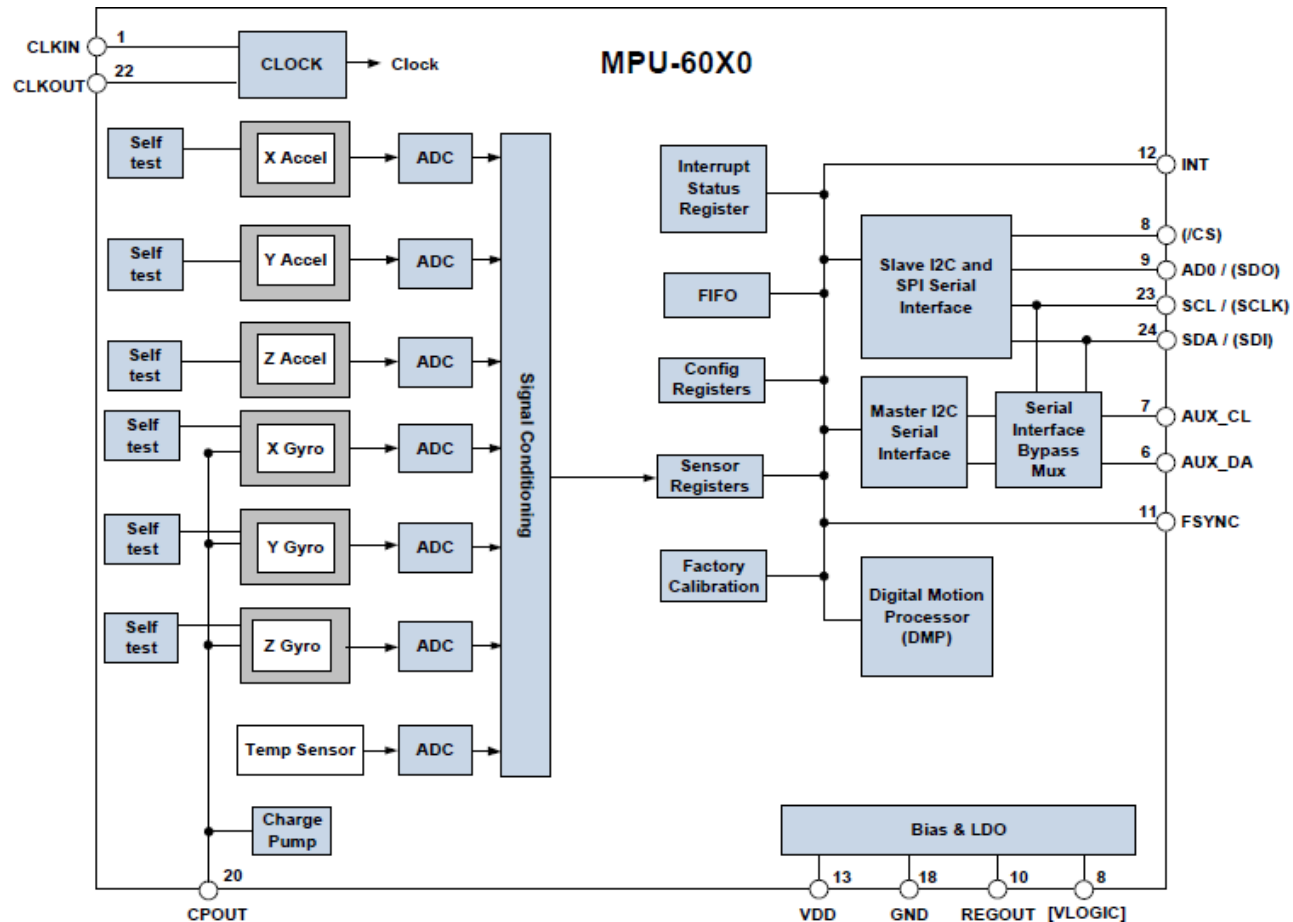 MPU-60X0
CLKIN
1
CLKOUT
22
CLOCK
Clock
Self
test
X Accel
ADC
Self
test
Y Accel
ADC
Self
test
Z Accel
ADC
Self
test
X Gyro
ADC
Self
test
Y Gyro
ADC
Self
test
Z Gyro
ADC
Temp Sensor
ADC
Charge
Pump
20
CPOUT
Signal Conditioning
Interrupt
Status
Register
FIFO
Config
Registers
Sensor
Registers
Factory
Calibration
Slave I2C and
SPI Serial
Interface
Master I2C
Serial
Interface
Serial
Interface
Bypass
Mux
Digital Motion
Processor
(DMP)
12
INT
8
(/CS)
9
AD0 / (SDO)
23
SCL / (SCLK)
24
SDA / (SDI)
7
AUX_CL
6
AUX_DA
11
FSYNC
Bias & LDO
13
VDD
18
GND
10
REGOUT
8
[VLOGIC]